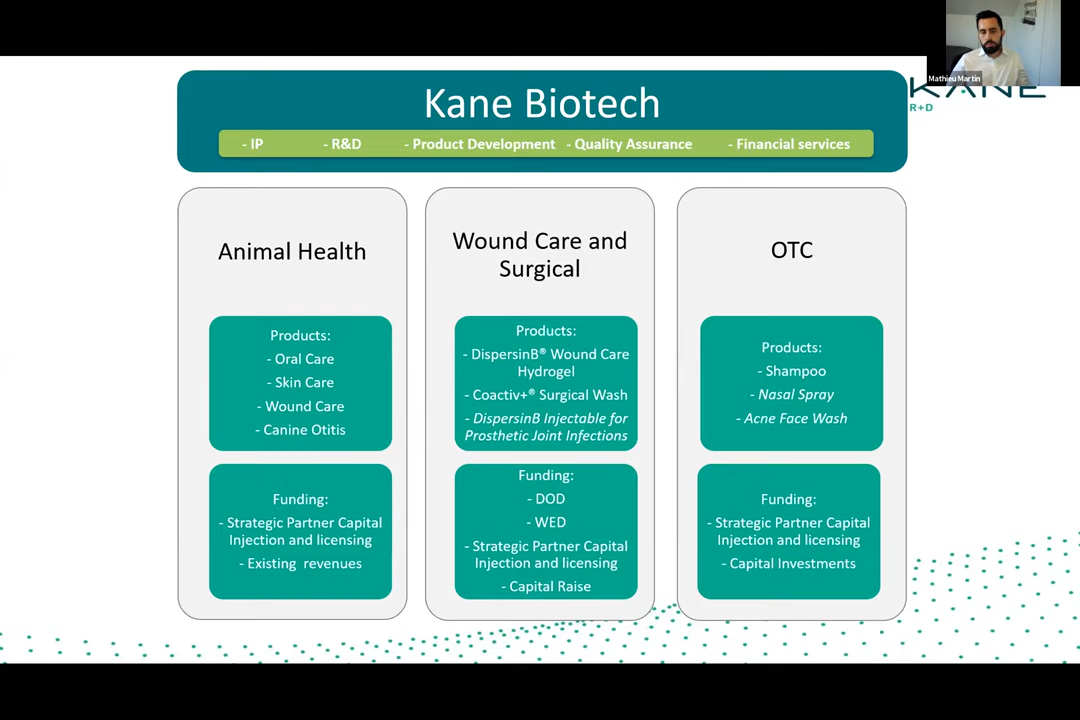 Mathieu Martin
KANE
R+D
Kane Biotech
- IP - R&D - Product Development - Quality Assurance - Financial services
Animal Health
Products:
- Oral Care
- Skin Care
- Wound Care
- Canine Otitis
Funding:
- Strategic Partner Capital
Injection and licensing
- Existing revenues
Wound Care and
Surgical
Products:
- DispersinB® Wound Care
Hydrogel
- Coactiv+® Surgical Wash
- DispersinB Injectable for
Prosthetic Joint Infections
Funding:
- DOD
- WED
- Strategic Partner Capital
Injection and licensing
- Capital Raise
OTC
Products:
- Shampoo
- Nasal Spray
- Acne Face Wash
Funding:
- Strategic Partner Capital
Injection and licensing
- Capital Investments